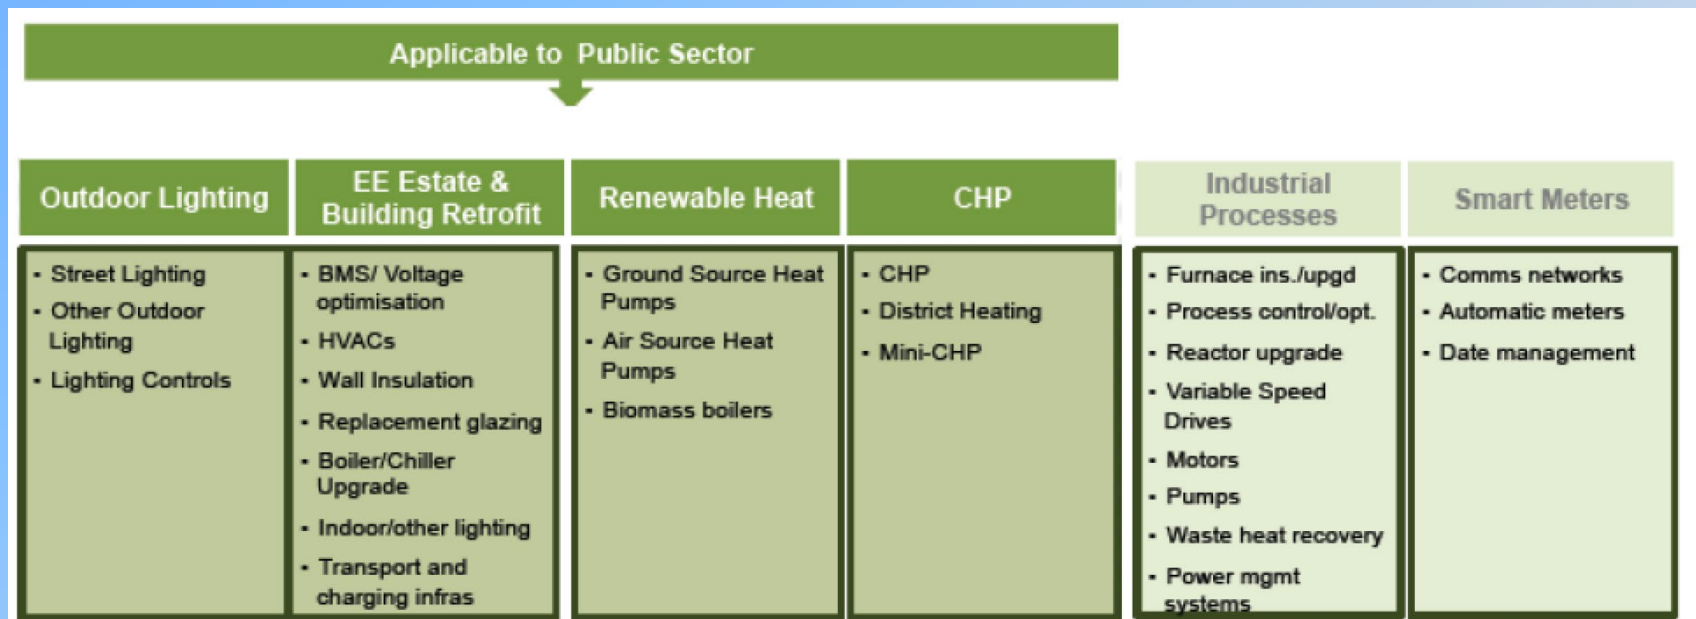 Applicable to Public Sector
Outdoor Lighting
▪ Street Lighting
▪ Other Outdoor
Lighting
▪ Lighting Controls
EE Estate &
Building Retrofit
▪ BMS/ Voltage
optimisation
▪ HVACs
▪ Wall Insulation
▪ Replacement glazing
▪ Boiler/Chiller
Upgrade
▪ Indoor/other lighting
▪ Transport and
charging infras
Renewable Heat
▪ Ground Source Heat
Pumps
▪ Air Source Heat
Pumps
▪ Biomass boilers
CHP
▪ CHP
▪ District Heating
▪ Mini-CHP
Industrial
Processes
▪ Furnace ins./upgd
▪ Process control/opt.
▪ Reactor upgrade
▪ Variable Speed
Drives
▪ Motors
▪ Pumps
▪ Waste heat recovery
▪ Power mgmt
systems
Smart Meters
▪ Comms networks
▪ Automatic meters
▪ Date management